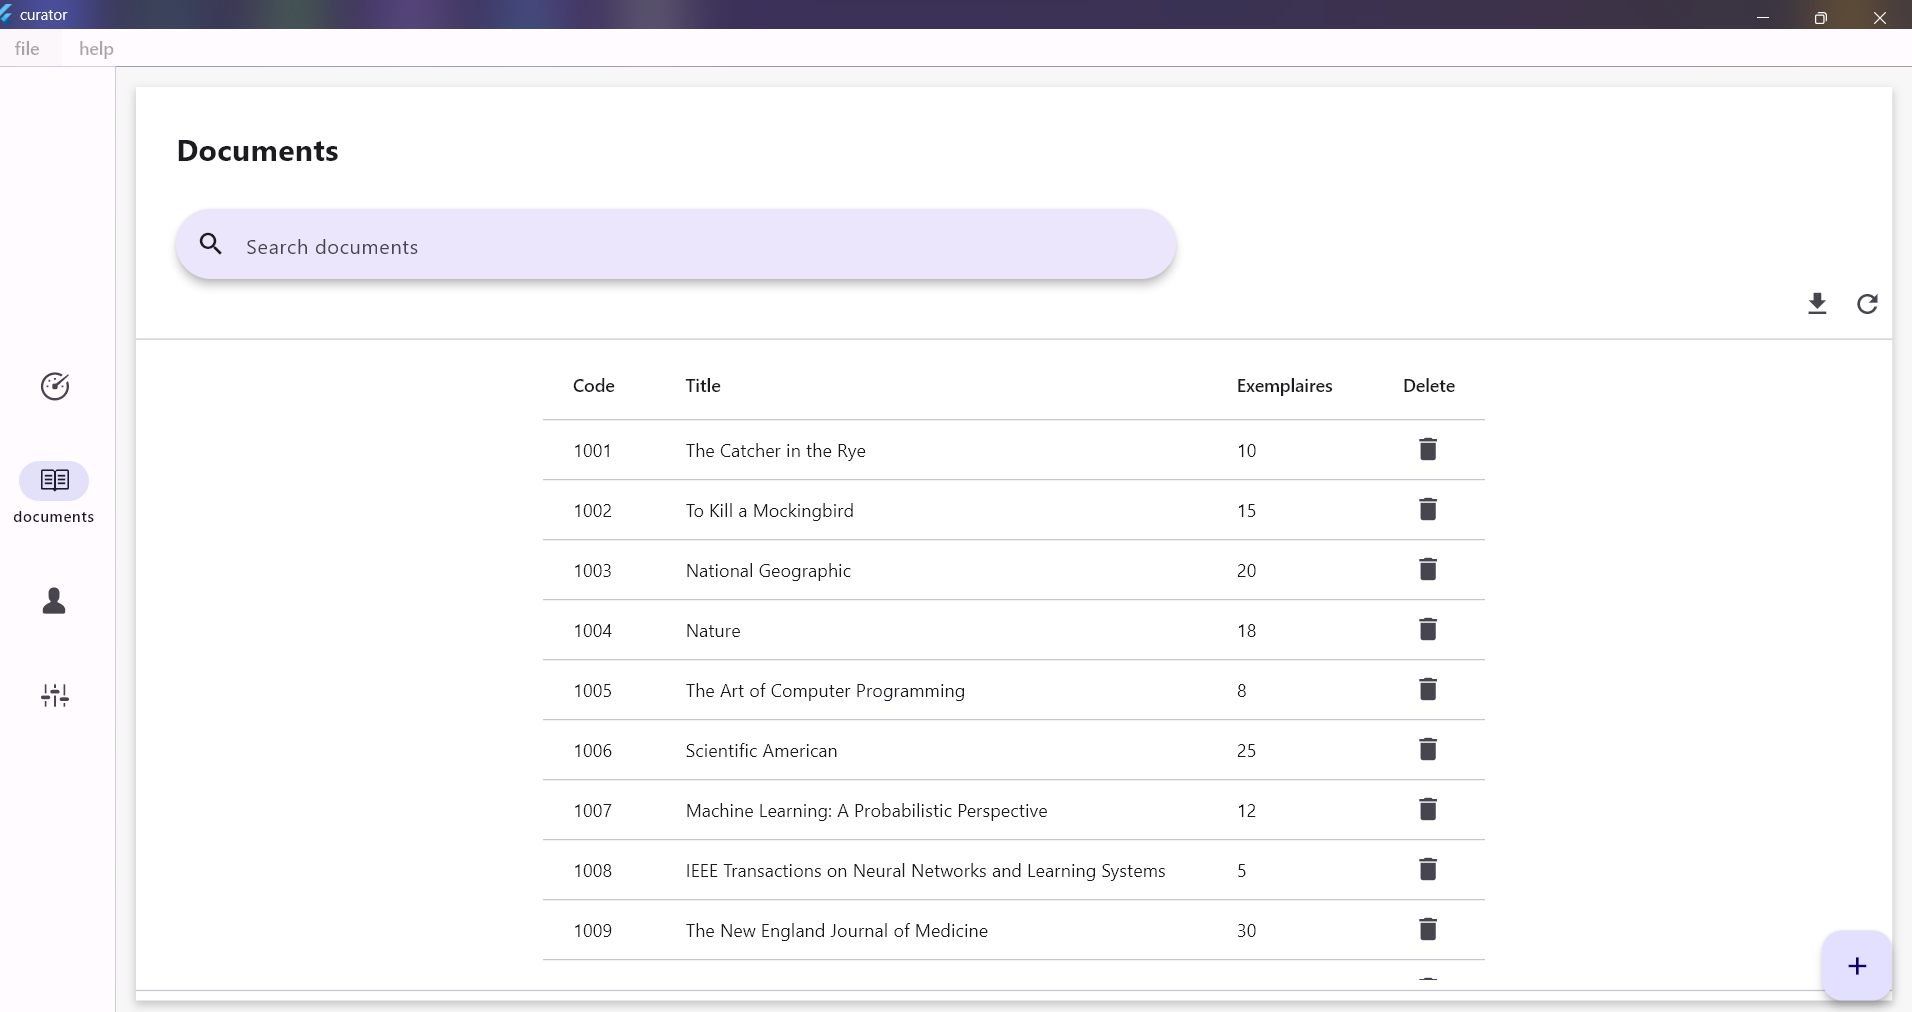 curator
file help
Documents
Search documents
Code Title Exemplaires Delete
1001 The Catcher in the Rye 10
1002 To Kill a Mockingbird 15
1003 National Geographic 20
1004 Nature 18
documents
1005 The Art of Computer Programming 8
1006 Scientific American 25
1007 Machine Learning: A Probabilistic Perspective 12
1008 IEEE Transactions on Neural Networks and Learning Systems 5
1009 The New England Journal of Medicine 30